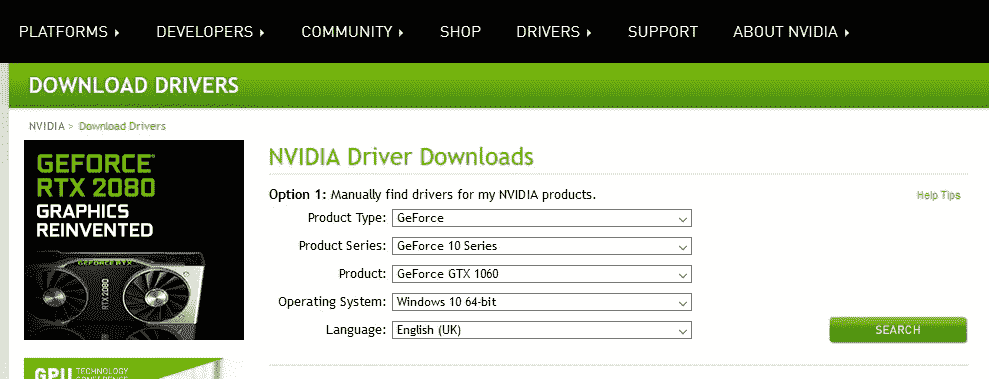 PLATFORMS DEVELOPERS COMMUNITY SHOP DRIVERS SUPPORT ABOUT NVIDIA
DOWNLOAD DRIVERS
NVIDIA > Download Drivers
GEFORCE
RTX 2080
GRAPHICS
REINVENTED
GEFORCE RTX
RTX 2080
NVIDIA Driver Downloads
Option 1: Manually find drivers for my NVIDIA products.
Help Tips
Product Type: GeForce
Product Series: GeForce 10 Series
Product: GeForce GTX 1060
Operating System: Windows 10 64-bit
Language: English (UK)
SEARCH
GPU TECHNOLOGY